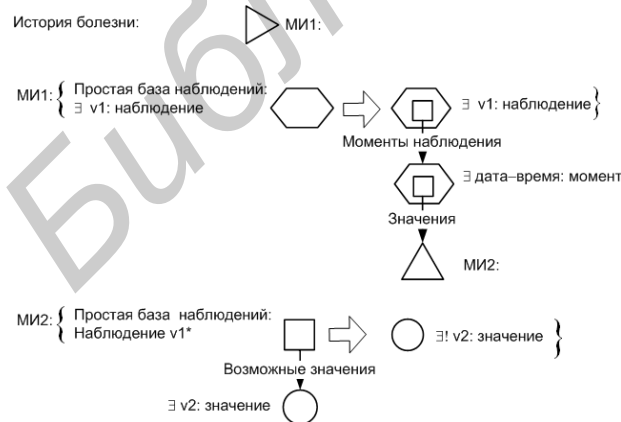 История болезни: МИ1:
МИ1: { Простая база наблюдений:
∃ v1: наблюдение ∃ v1: наблюдение }
Моменты наблюдения
∃ дата–время: момент
Значения
МИ2:
МИ2: { Простая база наблюдений:
Наблюдение v1* ∃! v2: значение }
Возможные значения
∃ v2: значение